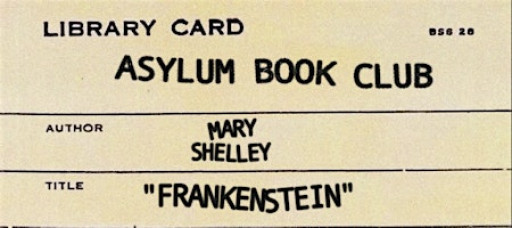 LIBRARY CARD BSG 28
ASYLUM BOOK CLUB
AUTHOR MARY
SHELLEY
TITLE "FRANKENSTEIN"